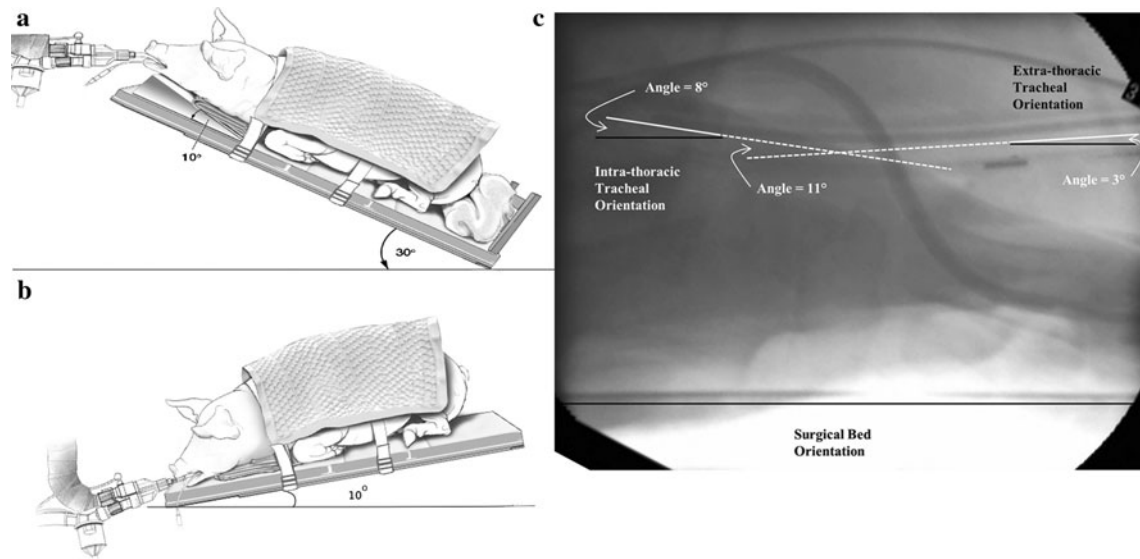 a
10°
30°
b
10°
c
Angle = 8°
Extra-thoracic
Tracheal
Orientation
3
Intra-thoracic
Tracheal
Orientation
Angle = 11°
Angle = 3°
Surgical Bed
Orientation